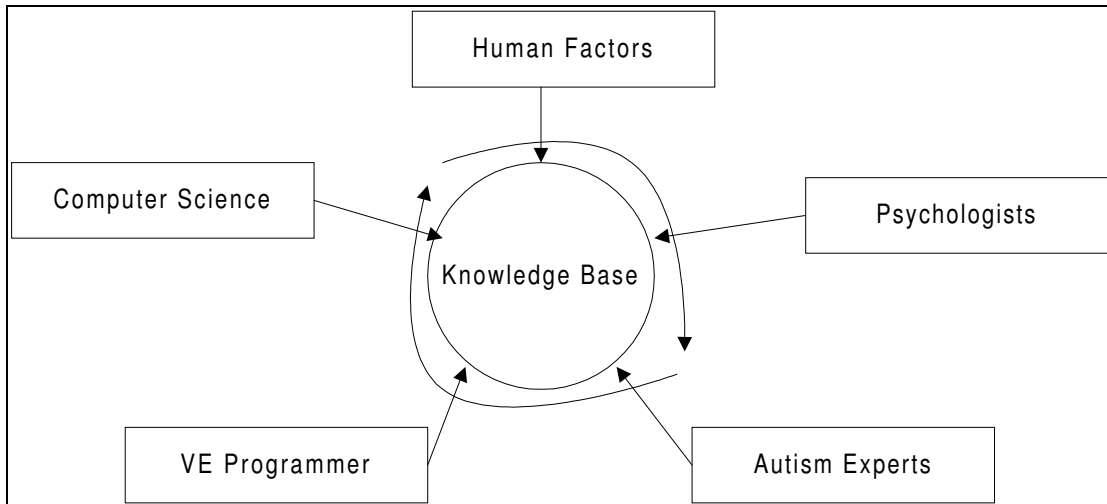 Human Factors
Computer Science
Psychologists
Knowledge Base
VE Programmer
Autism Experts